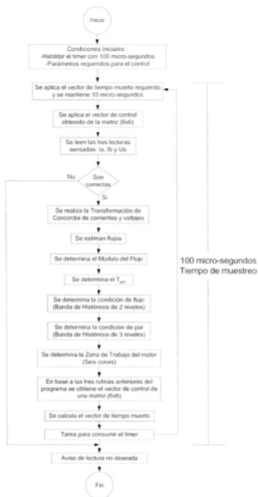 Inicio
Condiciones Iniciales
-Habilitar el timer con 100 micro-segundos
-Parámetros requeridos para el control
Se aplica el vector de tiempo muerto requerido
y se mantiene 10 micro-segundos
Se aplica el vector de control
obtenido de la matriz (6x6)
Se leen las tres lecturas
sensadas: Ia, Ib y Uo
No
Son
correctas
Si
Se realiza la Transformación de
Concordia de corrientes y voltajes
Se estiman flujos
Se determina el Modulo del Flujo
Se determina el
Se determina la condición de flujo
(Banda de Histéresis de 2 niveles)
Se determina la condición de par
(Banda de Histéresis de 3 niveles)
Se determina la Zona de Trabajo del motor
(Seis zonas)
En base a las tres rutinas anteriores del
programa se obtiene el vector de control de
una matriz (6x6)
Se calcula el vector de tiempo muerto
Tarea para consumir el timer
Aviso de lectura no deseada
Fin
100 micro-segundos
Tiempo de muestreo